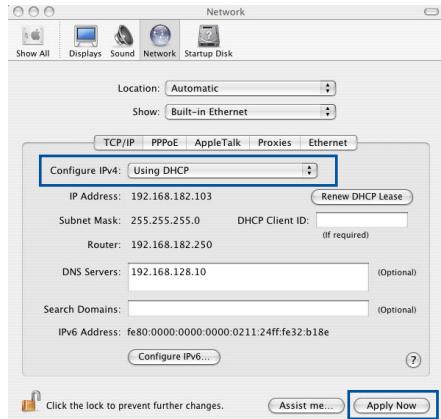 Network
Show All Displays Sound Network Startup Disk
Location: Automatic
Show: Built-in Ethernet
TCP/IP PPPoE AppleTalk Proxies Ethernet
Configure IPv4: Using DHCP
IP Address: 192.168.182.103 Renew DHCP Lease
Subnet Mask: 255.255.255.0 DHCP Client ID:
(If required)
Router: 192.168.182.250
DNS Servers: 192.168.128.10 (Optional)
Search Domains: (Optional)
IPv6 Address: fe80:0000:0000:0000:0211:24ff:fe32:b18e
Configure IPv6... ?
Click the lock to prevent further changes. Assist me... Apply Now